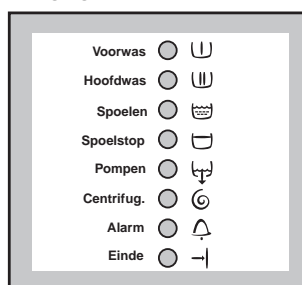 Voorwas
Hoofdwas
Spoelen
Spoelstop
Pompen
Centrifug.
Alarm
Einde